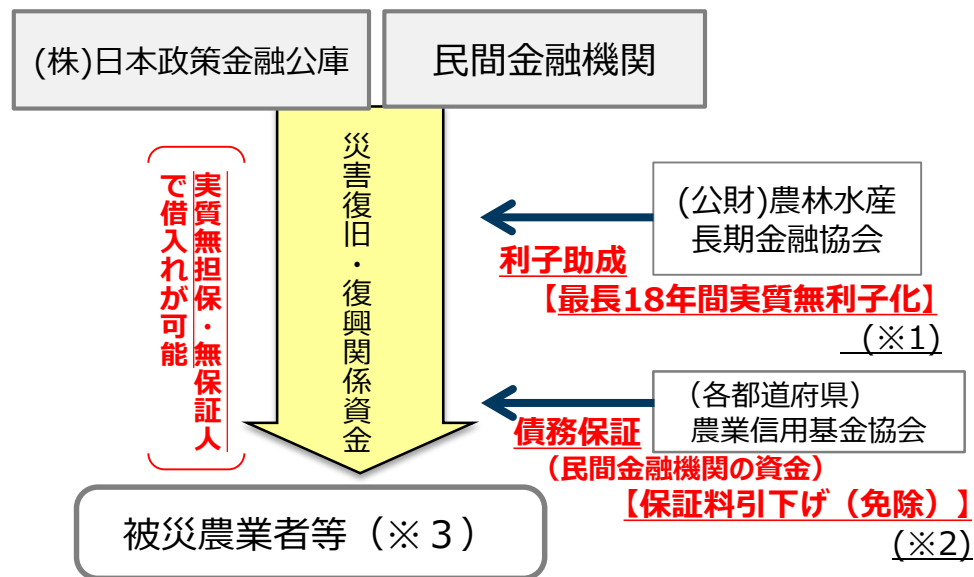 (株)日本政策金融公庫
民間金融機関
災害復旧・復興関係資金
実質無担保・無保証人
で借入れが可能
(公財)農林水産
長期金融協会
利子助成
【最長18年間実質無利子化】
(※1)
（各都道府県）
農業信用基金協会
債務保証
（民間金融機関の資金）
【保証料引下げ（免除）】
(※2)
被災農業者等（※３）